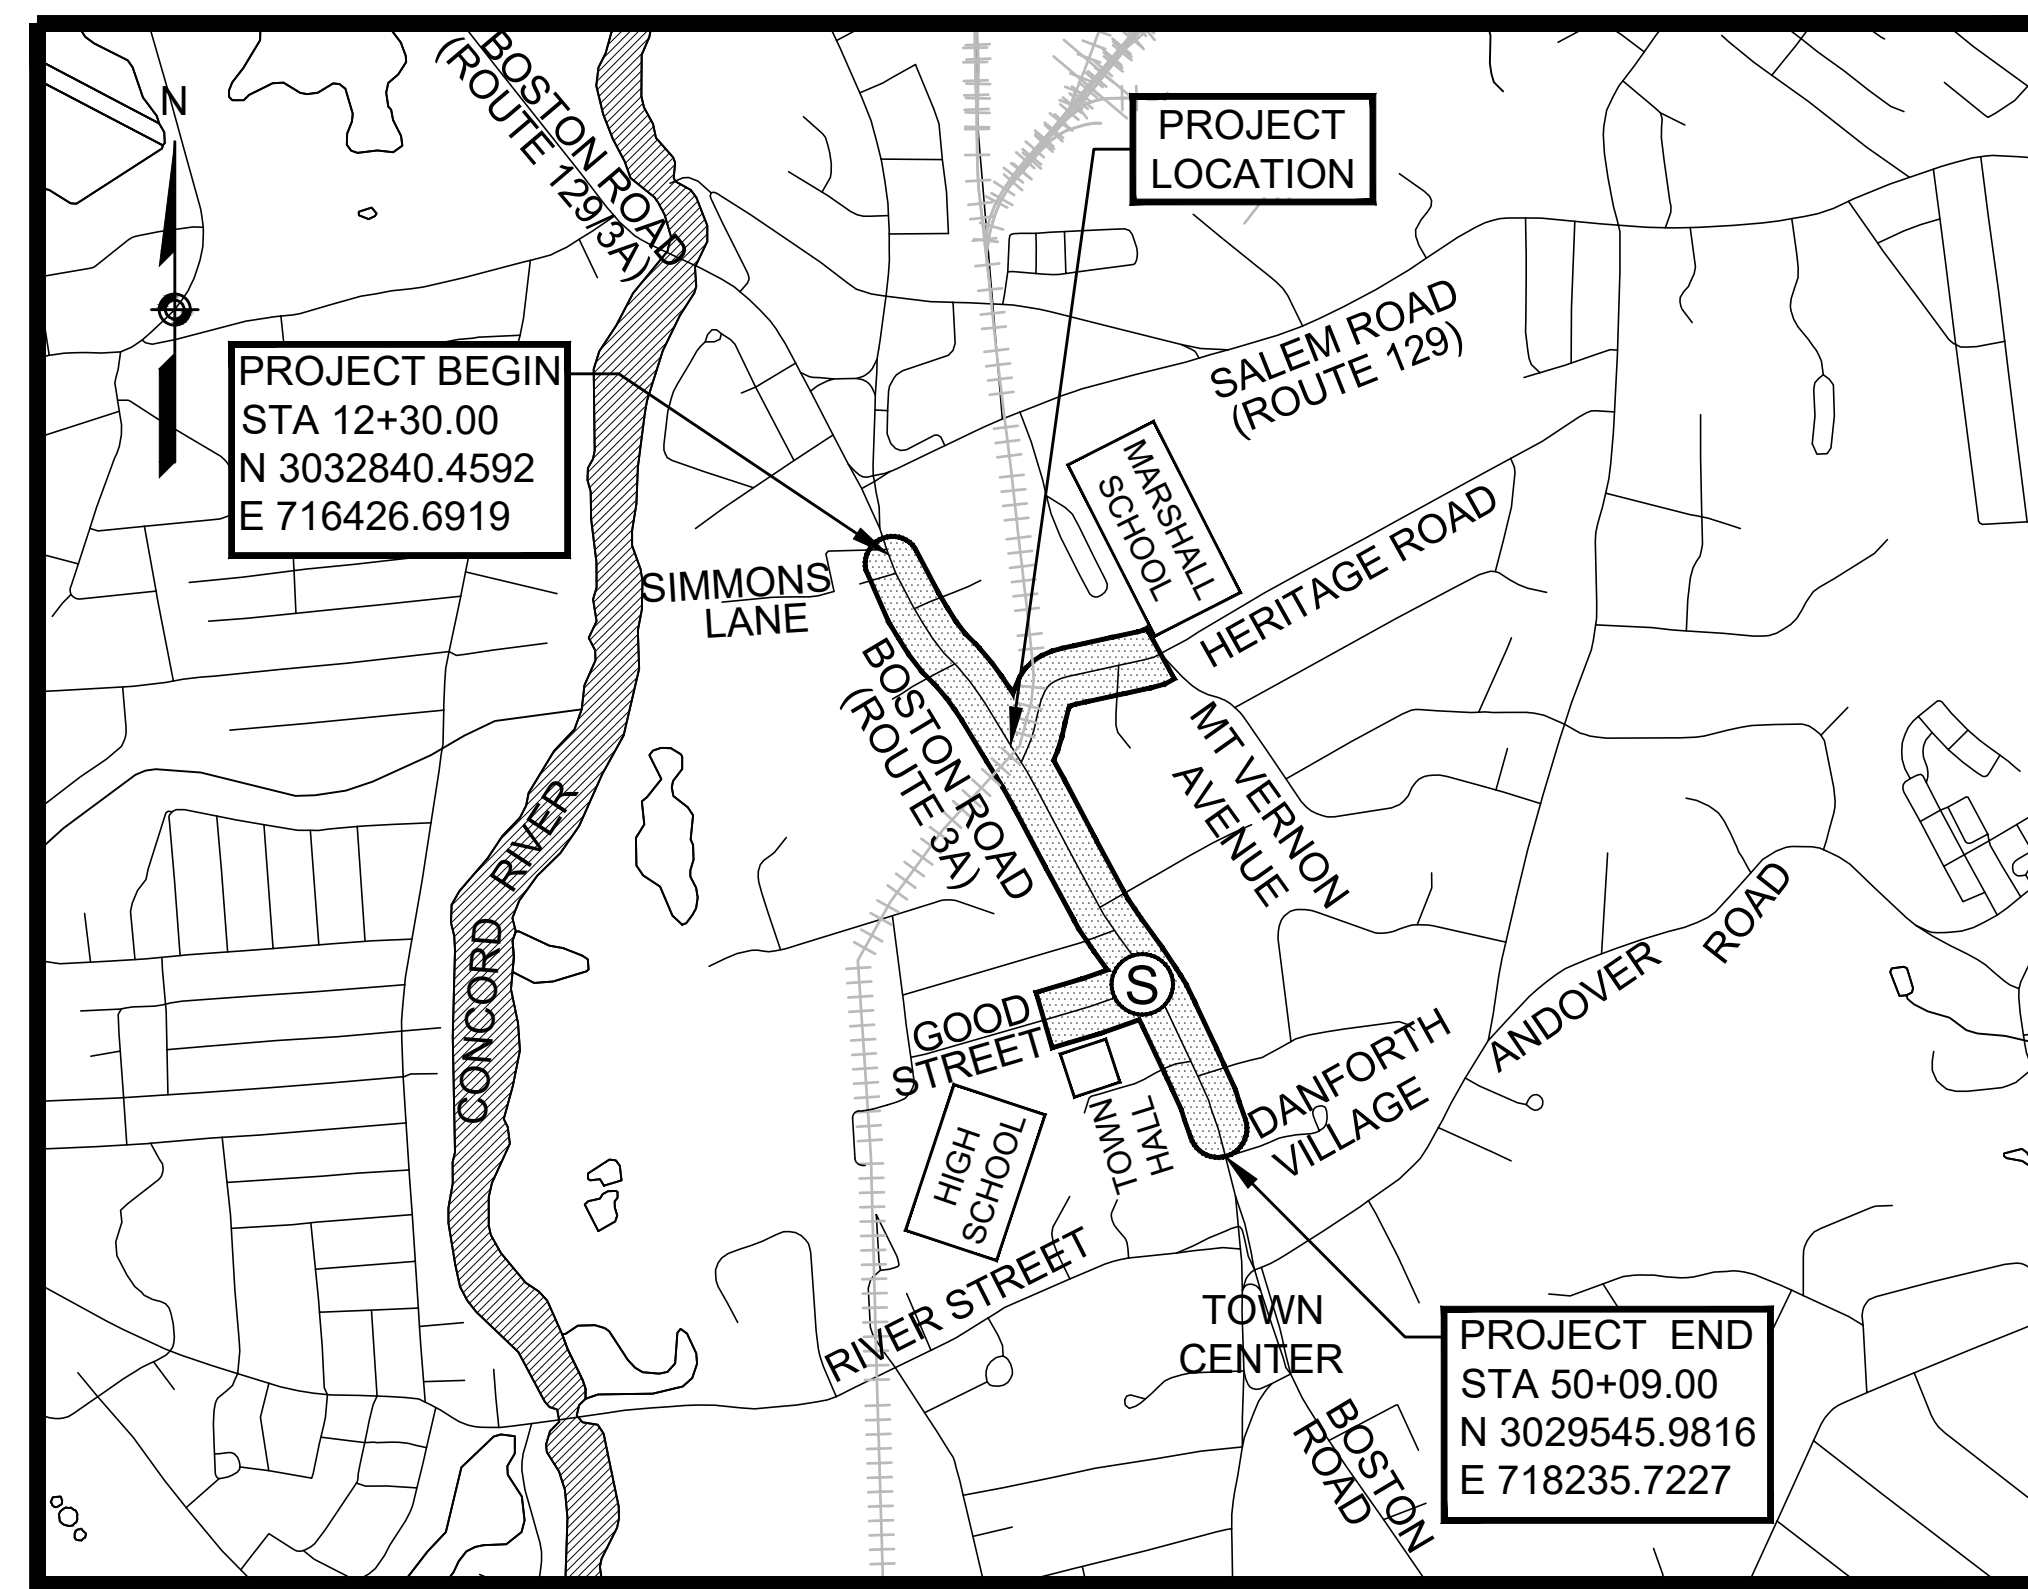 BOSTON ROAD
(ROUTE 129/3A)
N
PROJECT
LOCATION
SALEM ROAD
(ROUTE 129)
PROJECT BEGIN
STA 12+30.00
N 3032840.4592
E 716426.6919
MARSHALL
SCHOOL
SIMMONS
LANE
HERITAGE ROAD
BOSTON ROAD
(ROUTE 3A)
MT VERNON
AVENUE
CONCORD RIVER
ANDOVER ROAD
S
GOOD
STREET
DANFORTH
VILLAGE
TOWN
HALL
HIGH
SCHOOL
RIVER STREET
TOWN
CENTER
PROJECT END
STA 50+09.00
N 3029545.9816
E 718235.7227
BOSTON
ROAD